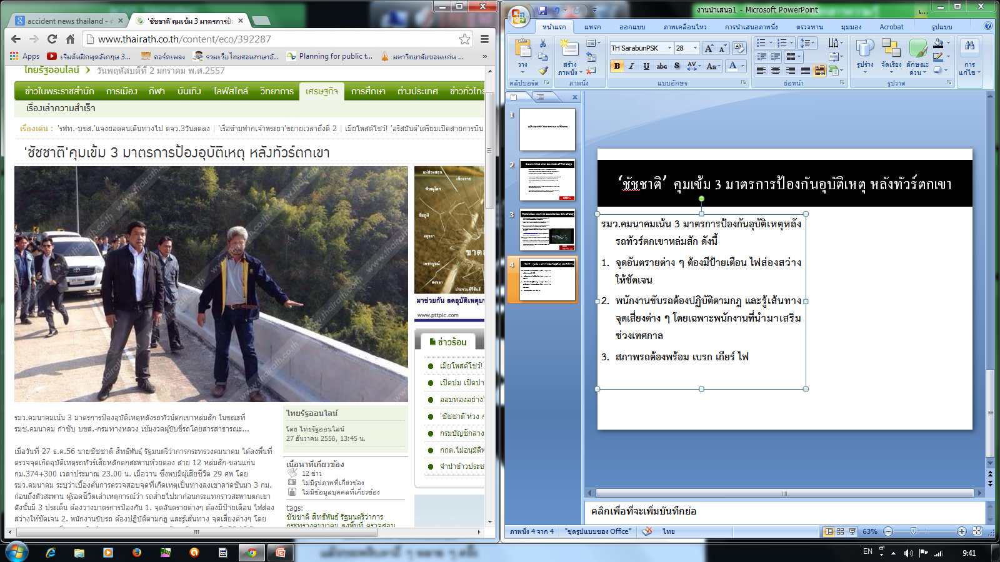 accident news thailand - ค
'ชัชชาติ'คุมเข้ม 3 มาตรการป้อ
www.thairath.co.th/content/eco/392287
Apps
เริ่มต้นฝึกพูดอังกฤษ 3...
คอร์ดเพลง
รวมเว็บไทยสอนภาษาอั...
Planning for public t...
มหาวิทยาลัยขอนแก่น ...
»
ไทยรัฐออนไลน์ > วันพฤหัสบดีที่ 2 มกราคม พ.ศ.2557
ข่าวในพระราชสำนัก การเมือง กีฬา บันเทิง ไลฟ์สไตล์ วิทยาการ เศรษฐกิจ การศึกษา ต่างประเทศ ข่าวทั่วไทย
เรื่องเล่าความสำเร็จ
เรื่องเด่น : 'รฟท.-บขส.'แจงยอดคนเดินทางไป ตจว.3วันลดลง | 'เรือข้ามฟากเจ้าพระยา'ขยายเวลาถึงตี 2 | เมียโพสต์โชว์! 'อริสมันต์'เตรียมเปิดสายการบิน
'ชัชชาติ'คุมเข้ม 3 มาตรการป้องอุบัติเหตุ หลังทัวร์ตกเขา
www.thairath.co.th
แม่ฮ่องสอน
เชียงราย
พิษณุโลก
ชัยภูมิ
อยุธยา
เพชรบูรณ์
สงขลา
ประจวบคีรีขันธ์
มาช่วยกัน ลดอุบัติเหตุบน
www.pttplc.com
ข่าวร้อน
เมียโพสต์โชว์!
เปิดปม เปิดปา
ออมทองอย่าง
'ชัชชาติ'ห่วง
กรมบัญชีกลาง
กกต.ไม่อนุมัติ
จำนำข้าวประช
รมว.คมนาคมเน้น 3 มาตรการป้องอุบัติเหตุหลังรถทัวน์ตกเขาหล่มสัก ในขณะที่
รมช.คมนาคม กำชับ บขส.-กรมทางหลวง เข้มงวดผู้ขับขี่รถโดยสารสาธารณะ...
เมื่อวันที่ 27 ธ.ค.56 นายชัชชาติ สิทธิพันธุ์ รัฐมนตรีว่าการกระทรวงคมนาคม ได้ลงพื้นที่
ตรวจจุดเกิดอุบัติเหตุรถทัวร์เสียหลักตกสะพานห้วยตอง สาย 12 หล่มสัก-ขอนแก่น
กม.374+300 เวลาประมาณ 23.00 น. เมื่อวาน ซึ่งพบมีผู้เสียชีวิต 29 ศพ โดย
รมว.คมนาคม ระบุว่าเบื้องต้นการตรวจสอบจุดที่เกิดเหตุเป็นทางลงเขาลาดชันมา 3 กม.
ก่อนถึงตัวสะพาน ผู้รอดชีวิตเล่าเหตุการณ์ว่า รถส่ายไปมาก่อนกระแทกราวสะพานตกเขา
ดังนั้นมี 3 ประเด็น ต้องวางมาตรการป้องกัน 1. จุดอันตรายต่างๆ ต้องมีป้ายเตือน ไฟส่อง
สว่างให้ชัดเจน 2. พนักงานขับรถ ต้องปฏิบัติตามกฎ และรู้เส้นทาง จุดเสี่ยงต่างๆ โดย
ไทยรัฐออนไลน์
โดย ไทยรัฐออนไลน์
27 ธันวาคม 2556, 13:45 น.
เนื้อหาที่เกี่ยวข้อง
12 ข่าว
ไม่มีรูปภาพที่เกี่ยวข้อง
ไม่มีข้อมูลบุคคลที่เกี่ยวข้อง
tags:
ชัชชาติ สิทธิพันธุ์ รัฐมนตรีว่าการ
กระทรวงคมนาคม ลงพื้นที่ ตรวจสอบ
งานนำเสนอ1 - Microsoft PowerPoint
หน้าแรก แทรก ออกแบบ ภาพเคลื่อนไหว การนำเสนอภาพนิ่ง ตรวจทาน มุมมอง Acrobat รูปแบบ
วาง
สร้าง
ภาพนิ่ง
TH SarabunPSK 28
B I U abc S AV Aa A
รูปร่าง
จัดเรียง
ลักษณะ
ด่วน
การ
แก้ไข
คลิปบอร์ด ภาพนิ่ง แบบอักษร ย่อหน้า รูปวาด
1
2
3
4
'ชัชชาติ' คุมเข้ม 3 มาตรการป้องกันอุบัติเหตุ หลังทัวร์ตกเขา
รมว.คมนาคมเน้น 3 มาตรการป้องกันอุบัติเหตุหลัง
รถทัวร์ตกเขาหล่มสัก ดังนี้
1. จุดอันตรายต่าง ๆ ต้องมีป้ายเตือน ไฟส่องสว่าง
ให้ชัดเจน
2. พนักงานขับรถต้องปฏิบัติตามกฎ และรู้เส้นทาง
จุดเสี่ยงต่าง ๆ โดยเฉพาะพนักงานที่นำมาเสริม
ช่วงเทศกาล
3. สภาพรถต้องพร้อม เบรก เกียร์ ไฟ
คลิกเพื่อที่จะเพิ่มบันทึกย่อ
ภาพนิ่ง 4 จาก 4 "ชุดรูปแบบของ Office" ไทย 63%
EN 9:41